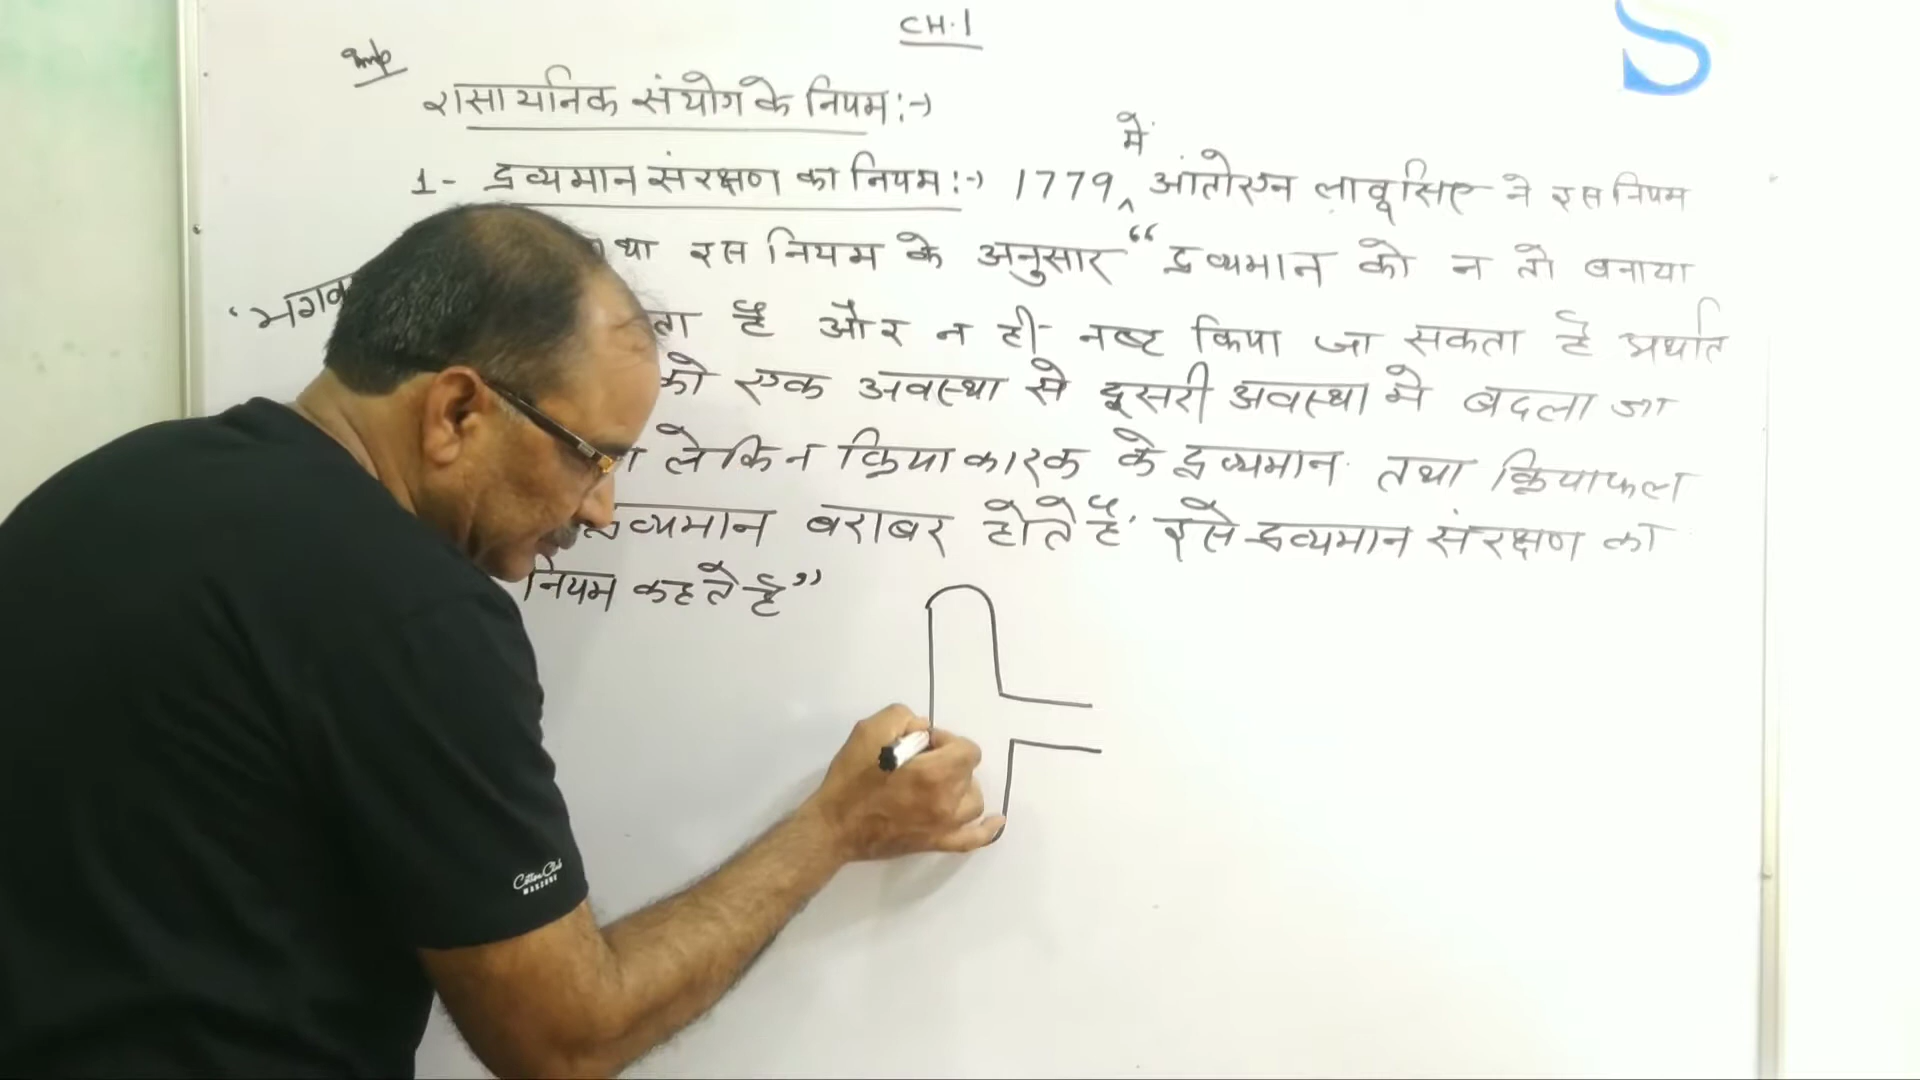 CH.1
Imp
रासायनिक संयोग के नियम:→
में
1- द्रव्यमान संरक्षण का नियम:→ 1779 आंतोएन लावूसिए ने इस नियम
था इस नियम के अनुसार “ द्रव्यमान को न तो बनाया
ता है और न ही नष्ट किया जा सकता है अर्थात
को एक अवस्था से दूसरी अवस्था मे बदला जा
लेकिन क्रियाकारक के द्रव्यमान तथा क्रियाफल
द्रव्यमान बराबर होते है, इसे द्रव्यमान संरक्षण का
नियम कहते है”
Cotton Club